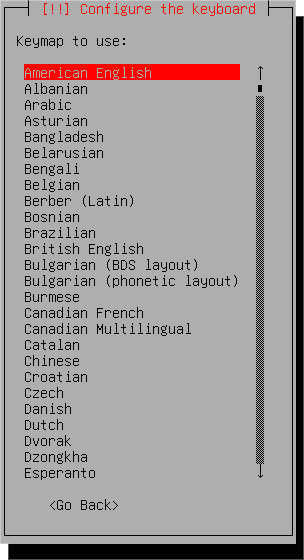 [!!] Configure the keyboard
Keymap to use:
American English
Albanian
Arabic
Asturian
Bangladesh
Belarusian
Bengali
Belgian
Berber (Latin)
Bosnian
Brazilian
British English
Bulgarian (BDS layout)
Bulgarian (phonetic layout)
Burmese
Canadian French
Canadian Multilingual
Catalan
Chinese
Croatian
Czech
Danish
Dutch
Dvorak
Dzongkha
Esperanto
<Go Back>